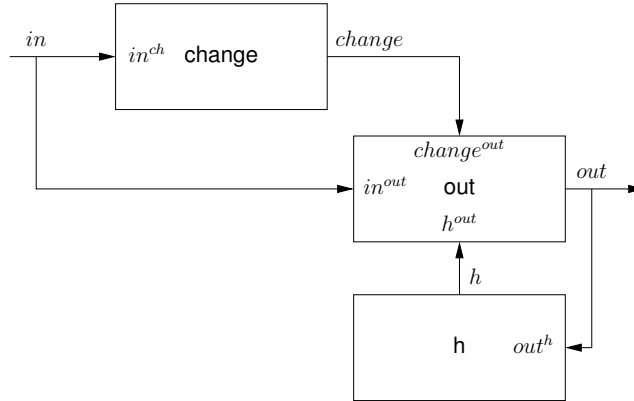 in
change
in^ch change
change^out
out
in^out out
h^out
h
h out^h